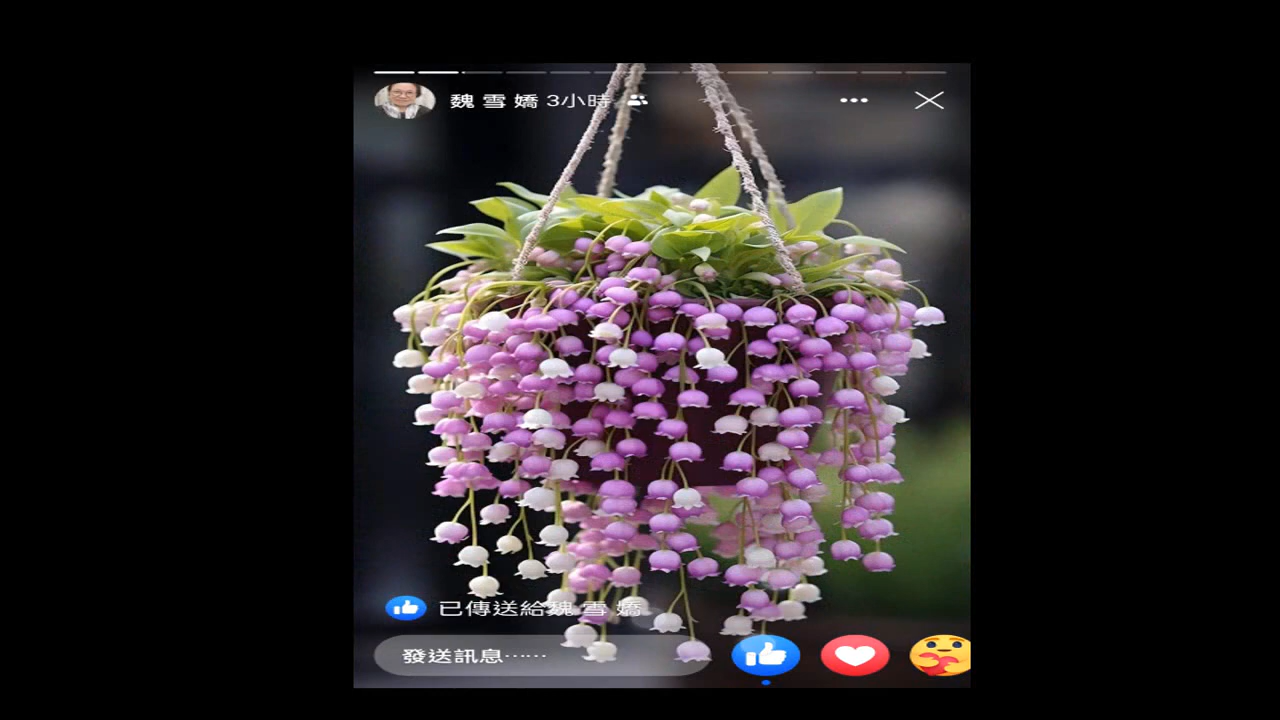 魏 雪 嬌 3小時
已傳送給魏 雪 嬌
發送訊息⋯⋯